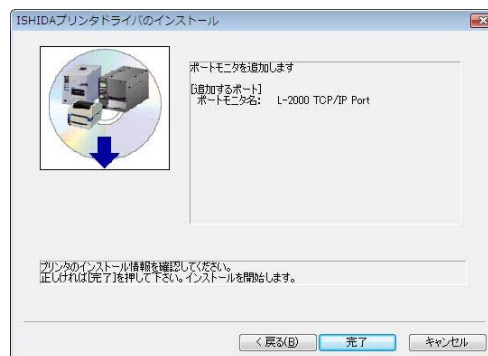 ISHIDAプリンタドライバのインストール
ポートモニタを追加します
[追加するポート]
ポートモニタ名: L-2000 TCP/IP Port
プリンタのインストール情報を確認してください。
正しければ[完了]を押して下さい。インストールを開始します。
< 戻る(B)
完了
キャンセル